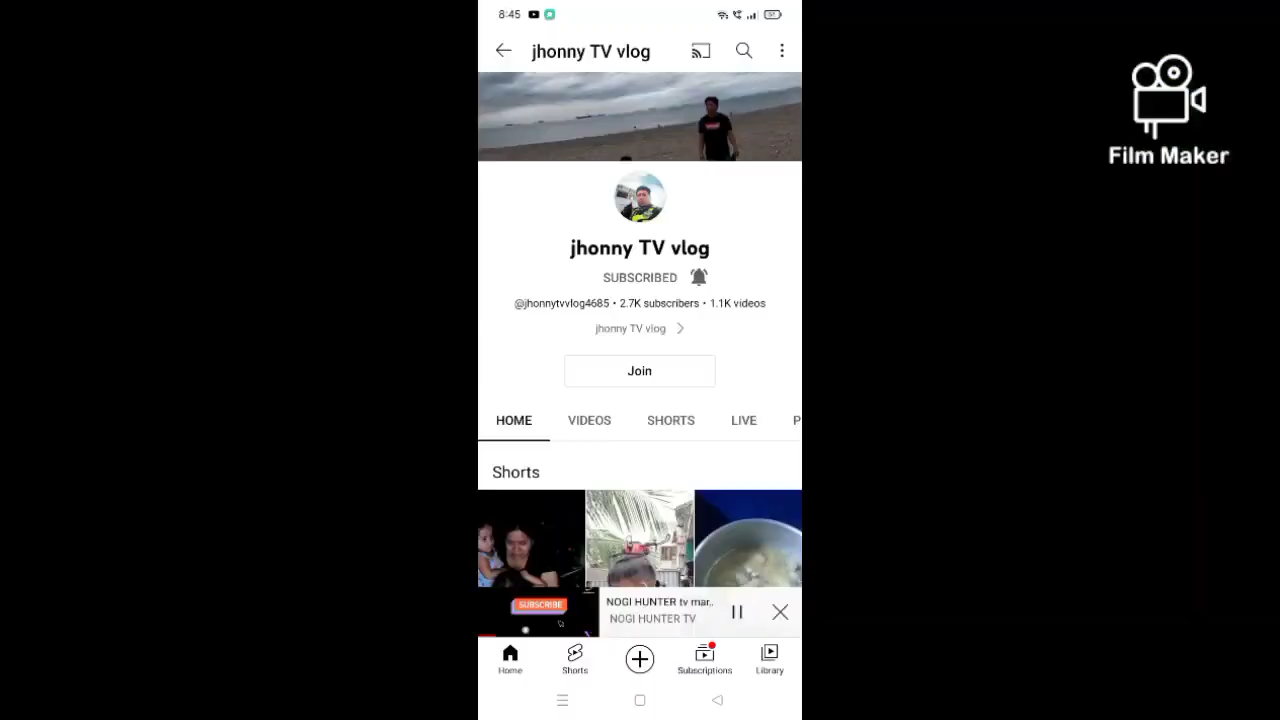 8:45
57
jhonny TV vlog
Film Maker
jhonny TV vlog
SUBSCRIBED
@jhonnytvvlog4685 • 2.7K subscribers • 1.1K videos
jhonny TV vlog
Join
HOME VIDEOS SHORTS LIVE P
Shorts
SUBSCRIBE
NOGI HUNTER tv mar..
NOGI HUNTER TV
Home Shorts Subscriptions Library